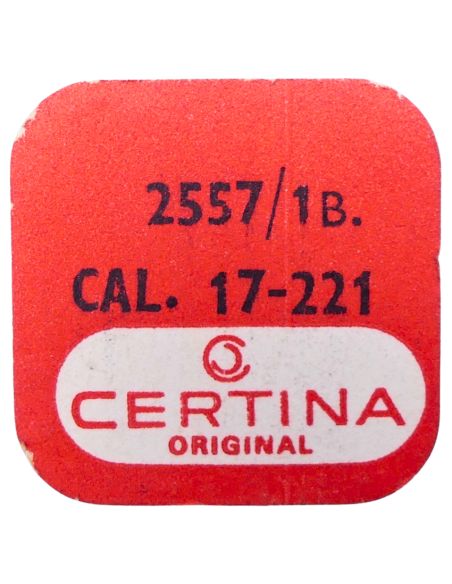 2557/1B.
CAL. 17-221
CERTINA
ORIGINAL